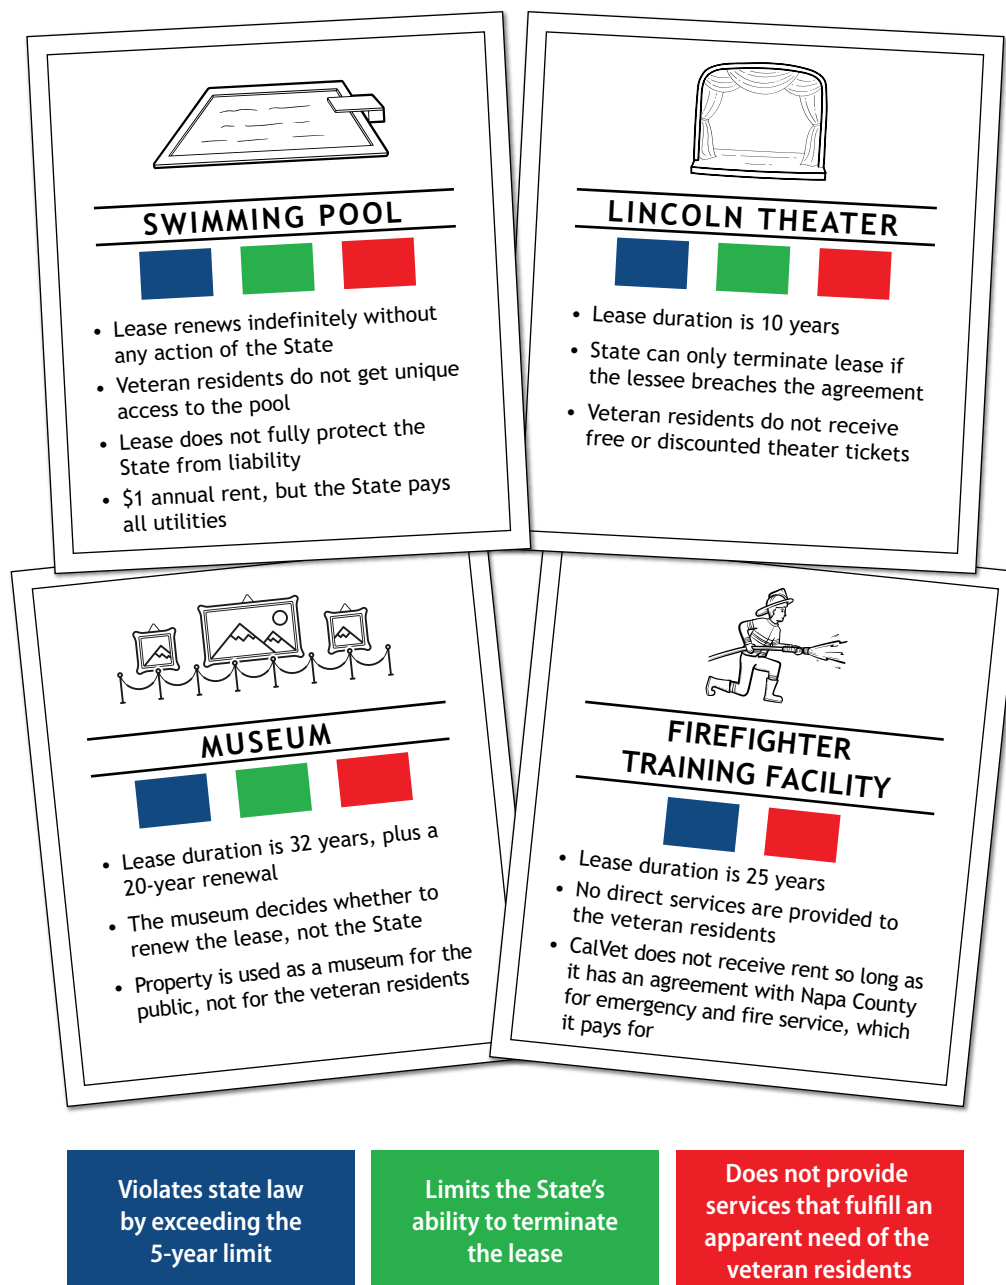 SWIMMING POOL
• Lease renews indefinitely without
any action of the State
• Veteran residents do not get unique
access to the pool
• Lease does not fully protect the
State from liability
• $1 annual rent, but the State pays
all utilities
LINCOLN THEATER
• Lease duration is 10 years
• State can only terminate lease if
the lessee breaches the agreement
• Veteran residents do not receive
free or discounted theater tickets
MUSEUM
• Lease duration is 32 years, plus a
20-year renewal
• The museum decides whether to
renew the lease, not the State
• Property is used as a museum for the
public, not for the veteran residents
FIREFIGHTER
TRAINING FACILITY
• Lease duration is 25 years
• No direct services are provided to
the veteran residents
• CalVet does not receive rent so long as
it has an agreement with Napa County
for emergency and fire service, which
it pays for
Violates state law
by exceeding the
5-year limit
Limits the State's
ability to terminate
the lease
Does not provide
services that fulfill an
apparent need of the
veteran residents